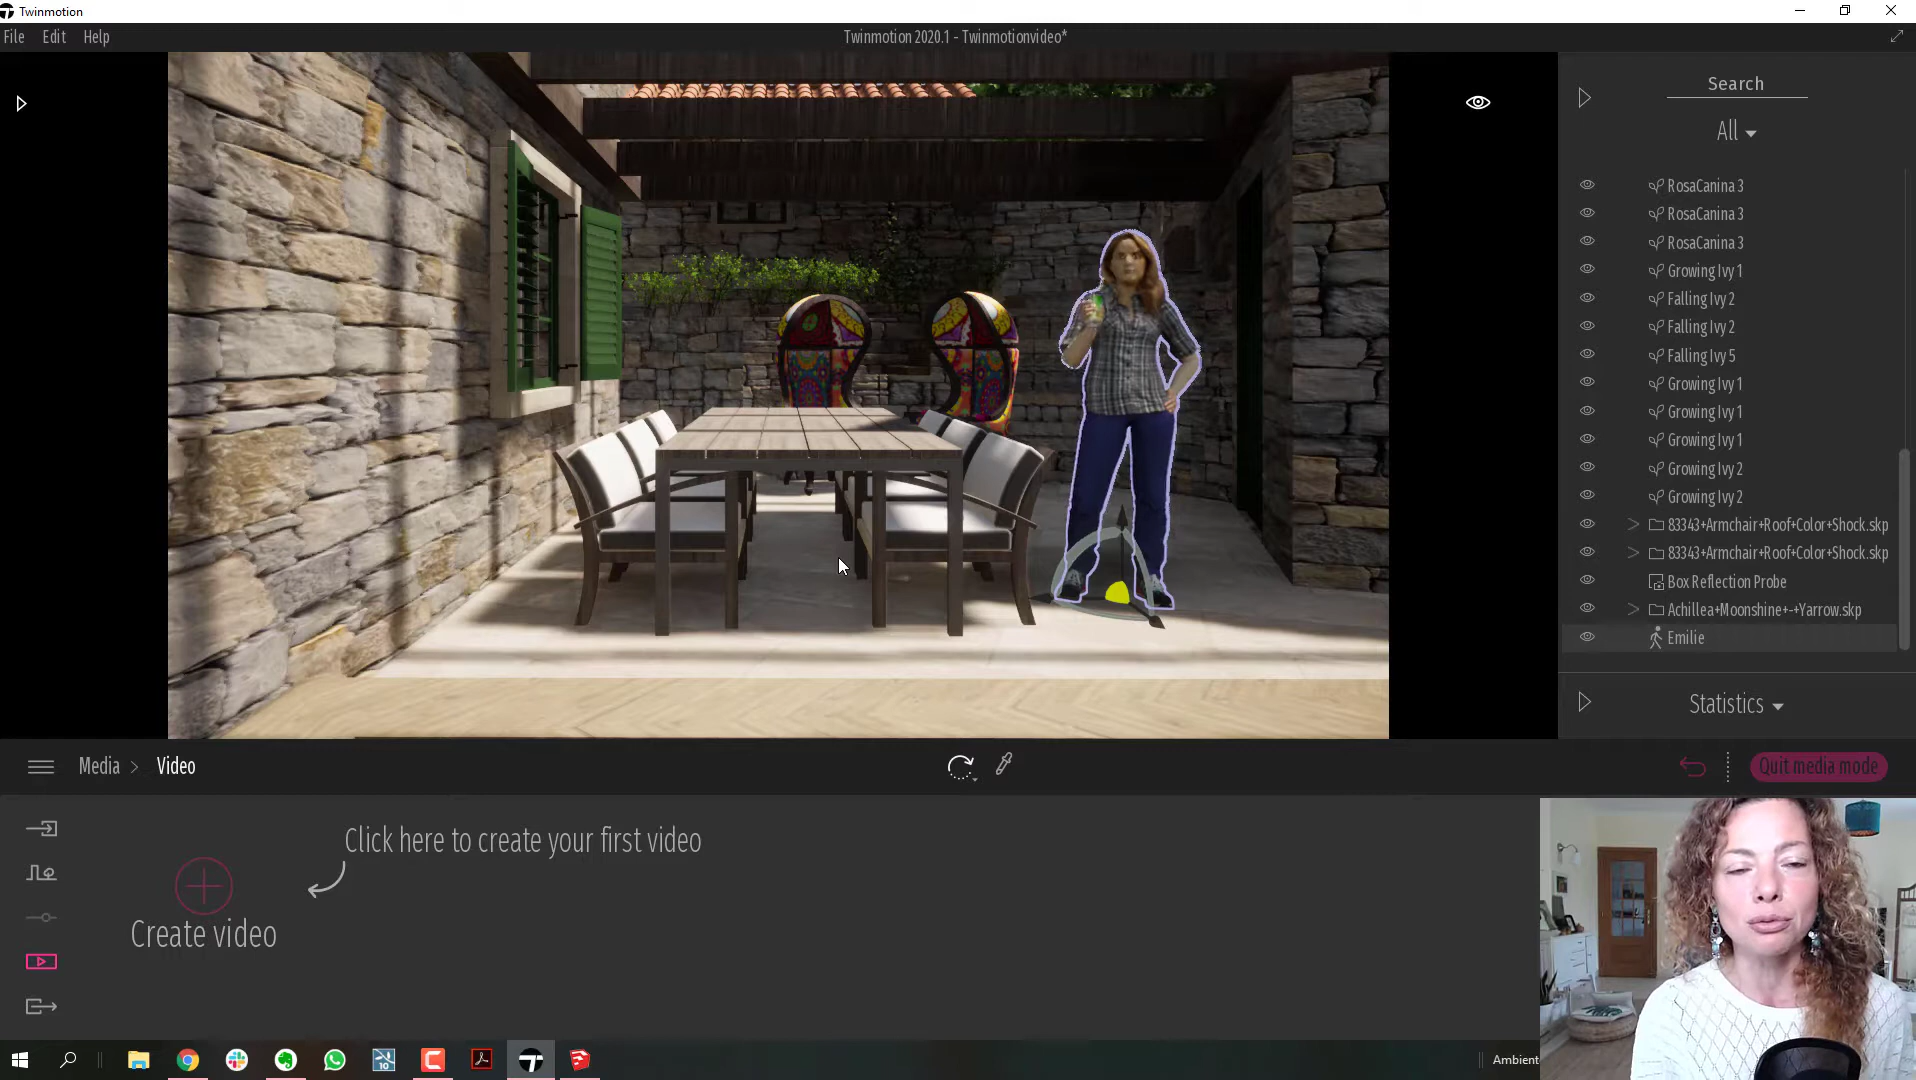 Twinmotion
File Edit Help
Twinmotion 2020.1 - Twinmotionvideo*
Search
All
RosaCanina 3
RosaCanina 3
RosaCanina 3
Growing Ivy 1
Falling Ivy 2
Falling Ivy 2
Falling Ivy 5
Growing Ivy 1
Growing Ivy 1
Growing Ivy 1
Growing Ivy 2
Growing Ivy 2
> 83343+Armchair+Roof+Color+Shock.skp
> 83343+Armchair+Roof+Color+Shock.skp
Box Reflection Probe
> Achillea+Moonshine+-+Yarrow.skp
Emilie
Statistics
Media > Video
Quit media mode
Click here to create your first video
Create video
10
Ambient